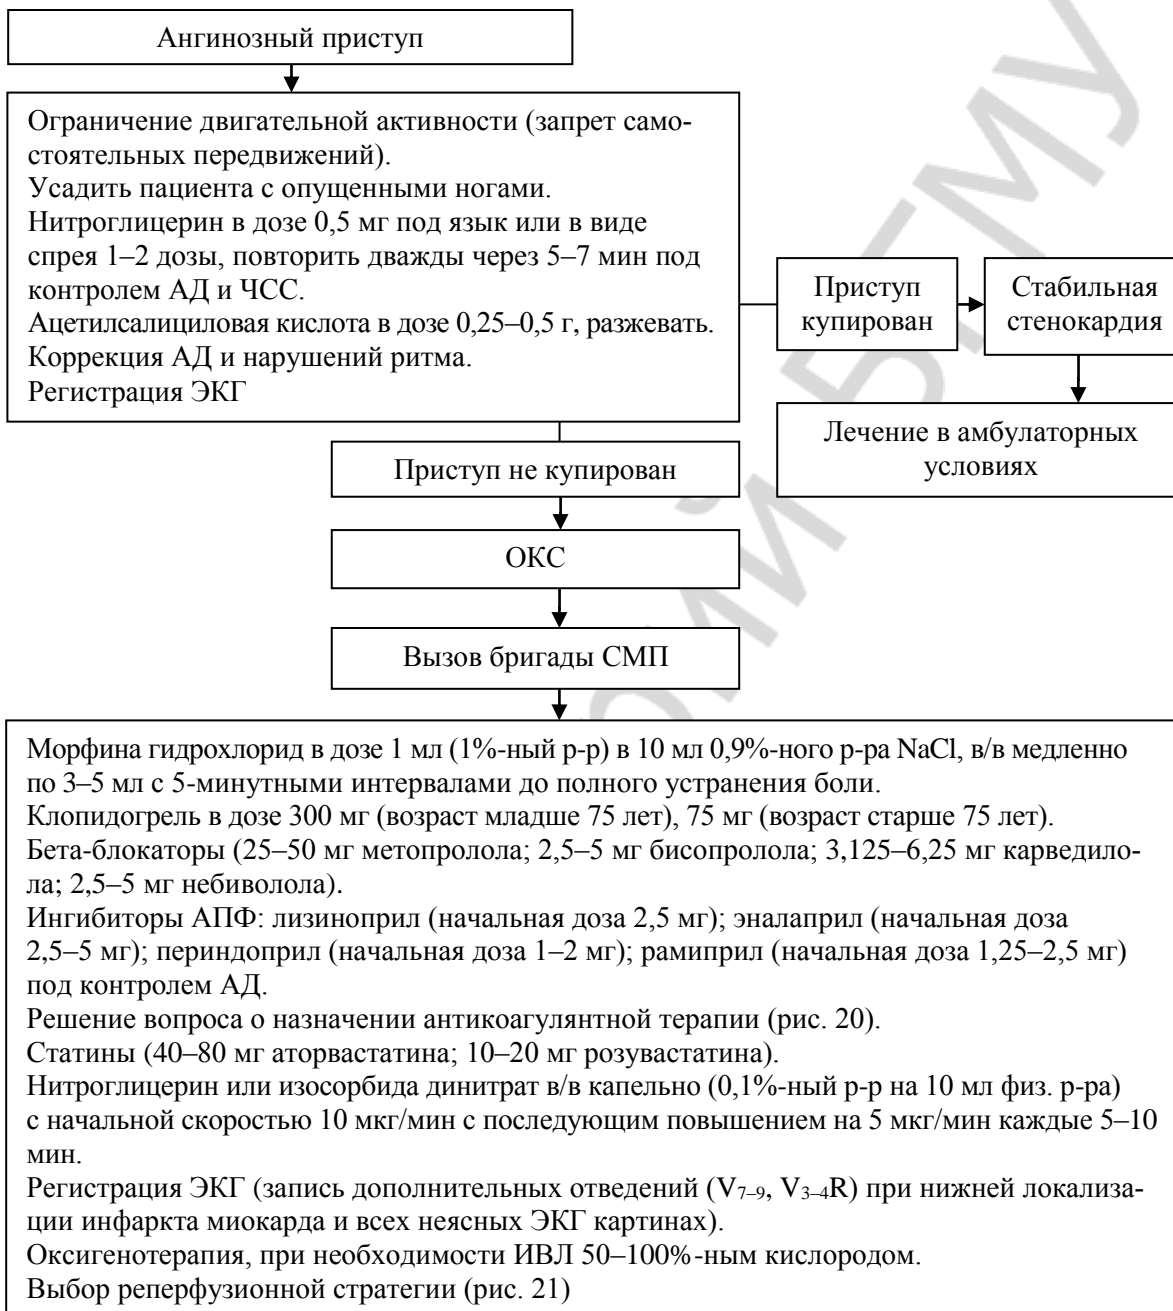 Ангинозный приступ
Ограничение двигательной активности (запрет само-
стоятельных передвижений).
Усадить пациента с опущенными ногами.
Нитроглицерин в дозе 0,5 мг под язык или в виде
спрея 1–2 дозы, повторить дважды через 5–7 мин под
контролем АД и ЧСС.
Ацетилсалициловая кислота в дозе 0,25–0,5 г, разжевать.
Коррекция АД и нарушений ритма.
Регистрация ЭКГ
Приступ
купирован
Стабильная
стенокардия
Лечение в амбулаторных
условиях
Приступ не купирован
ОКС
Вызов бригады СМП
Морфина гидрохлорид в дозе 1 мл (1%-ный р-р) в 10 мл 0,9%-ного р-ра NaCl, в/в медленно
по 3–5 мл с 5-минутными интервалами до полного устранения боли.
Клопидогрель в дозе 300 мг (возраст младше 75 лет), 75 мг (возраст старше 75 лет).
Бета-блокаторы (25–50 мг метопролола; 2,5–5 мг бисопролола; 3,125–6,25 мг карведило-
ла; 2,5–5 мг небиволола).
Ингибиторы АПФ: лизиноприл (начальная доза 2,5 мг); эналаприл (начальная доза
2,5–5 мг); периндоприл (начальная доза 1–2 мг); рамиприл (начальная доза 1,25–2,5 мг)
под контролем АД.
Решение вопроса о назначении антикоагулянтной терапии (рис. 20).
Статины (40–80 мг аторвастатина; 10–20 мг розувастатина).
Нитроглицерин или изосорбида динитрат в/в капельно (0,1%-ный р-р на 10 мл физ. р-ра)
с начальной скоростью 10 мкг/мин с последующим повышением на 5 мкг/мин каждые 5–10
мин.
Регистрация ЭКГ (запись дополнительных отведений (V7–9, V3–4R) при нижней локализа-
ции инфаркта миокарда и всех неясных ЭКГ картинах).
Оксигенотерапия, при необходимости ИВЛ 50–100%-ным кислородом.
Выбор реперфузионной стратегии (рис. 21)
БГМУ